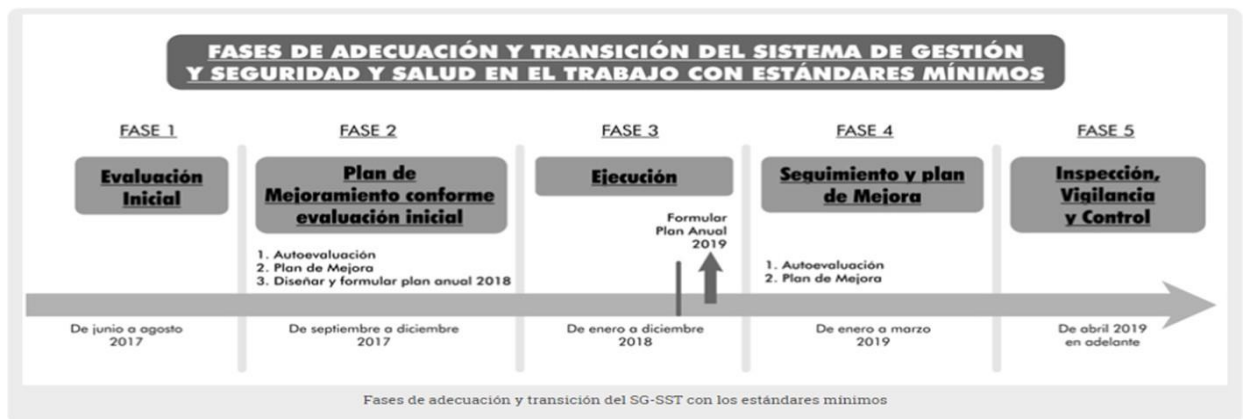 FASES DE ADECUACIÓN Y TRANSICIÓN DEL SISTEMA DE GESTIÓN
Y SEGURIDAD Y SALUD EN EL TRABAJO CON ESTÁNDARES MÍNIMOS
FASE 1
Evaluación
Inicial
De junio a agosto
2017
FASE 2
Plan de
Mejoramiento conforme
evaluación inicial
1. Autoevaluación
2. Plan de Mejora
3. Diseñar y formular plan anual 2018
De septiembre a diciembre
2017
FASE 3
Ejecución
Formular
Plan Anual
2019
De enero a diciembre
2018
FASE 4
Seguimiento y plan
de Mejora
1. Autoevaluación
2. Plan de Mejora
De enero a marzo
2019
FASE 5
Inspección,
Vigilancia
y Control
De abril 2019
en adelante
Fases de adecuación y transición del SG-SST con los estándares mínimos